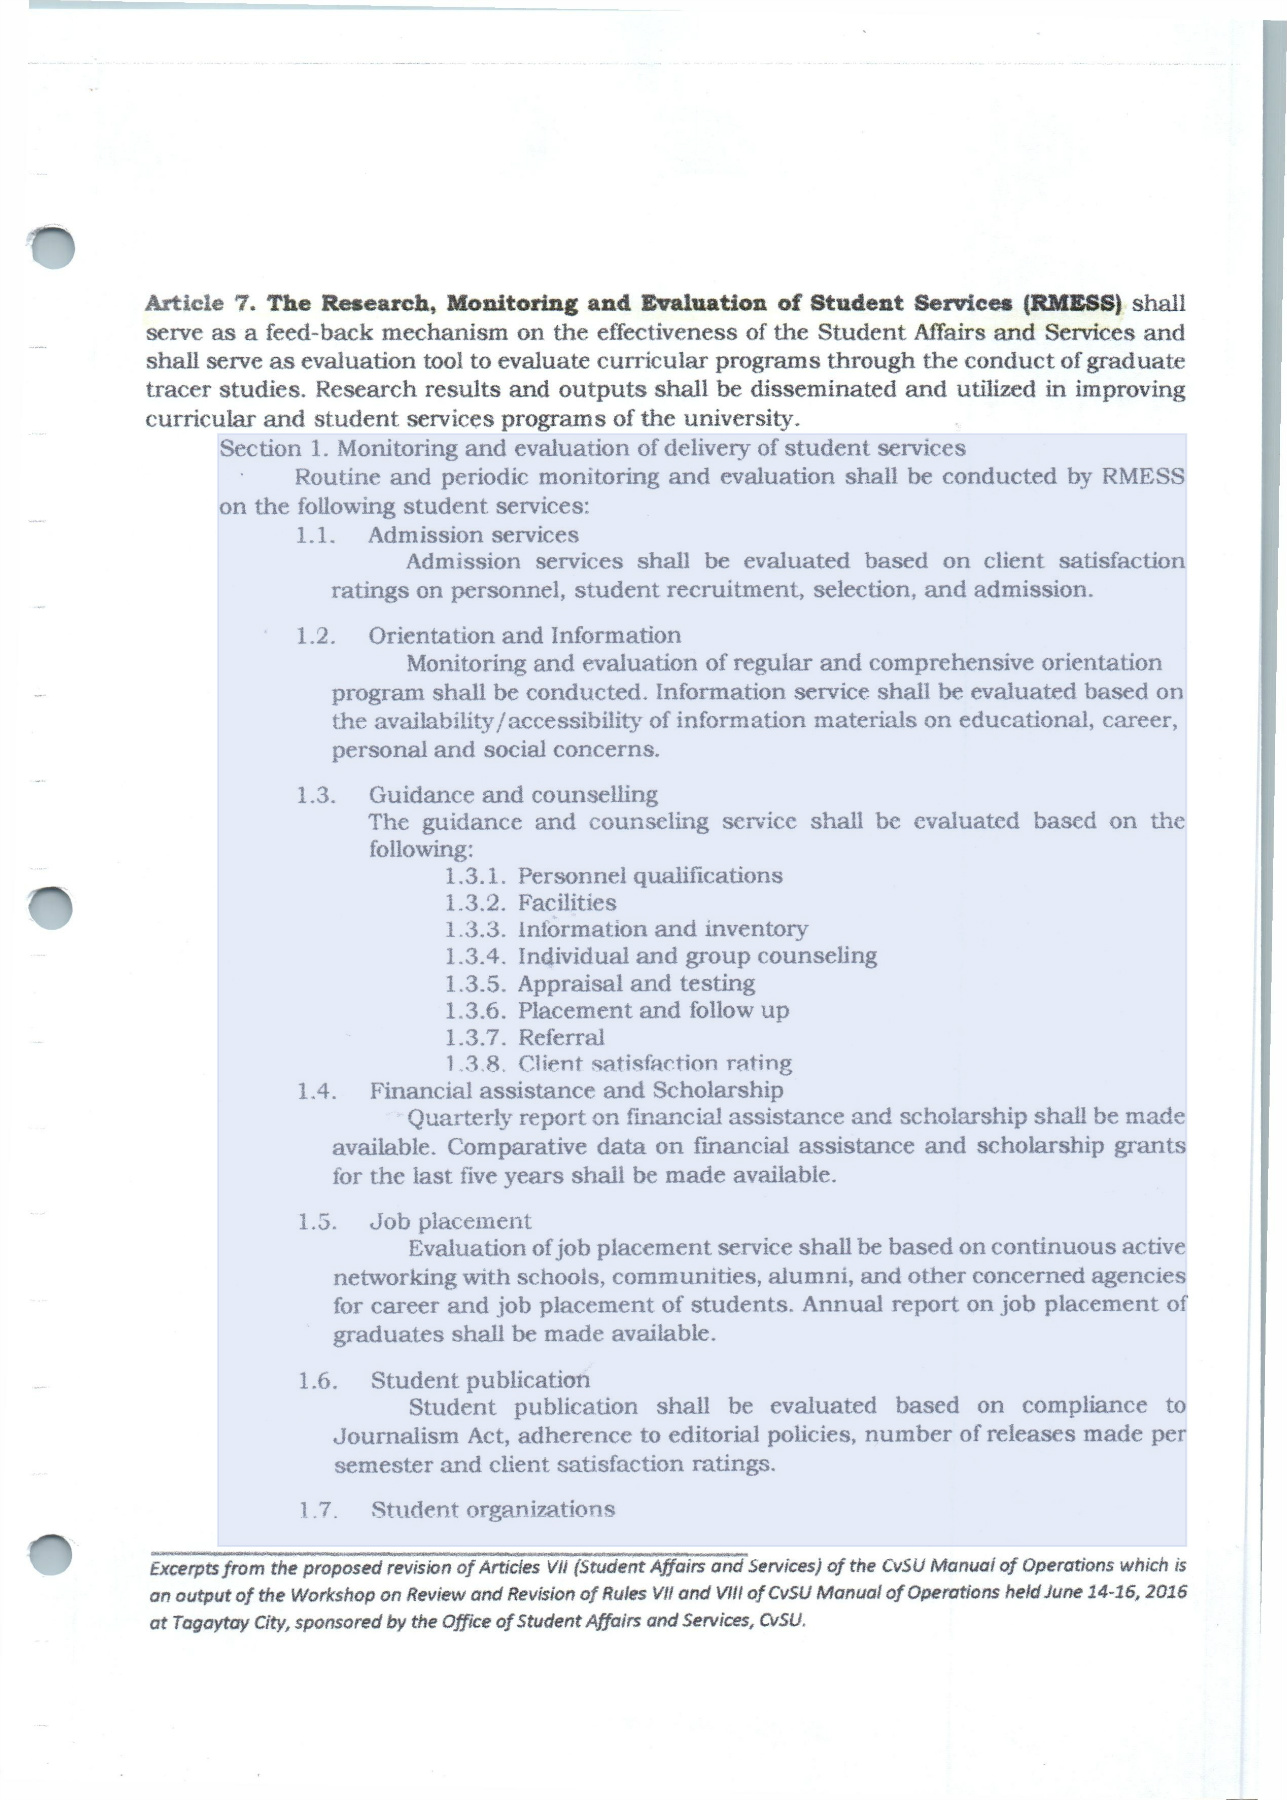 Article 7. The Research, Monitoring and Evaluation of Student Services (RMESS) shall
serve as a feed-back mechanism on the effectiveness of the Student Affairs and Services and
shall serve as evaluation tool to evaluate curricular programs through the conduct of graduate
tracer studies. Research results and outputs shall be disseminated and utilized in improving
curricular and student services programs of the university.
Section 1. Monitoring and evaluation of delivery of student services
Routine and periodic monitoring and evaluation shall be conducted by RMESS
on the following student services:
1.1. Admission services
Admission services shall be evaluated based on client satisfaction
ratings on personnel, student recruitment, selection, and admission.
1.2. Orientation and Information
Monitoring and evaluation of regular and comprehensive orientation
program shall be conducted. Information service shall be evaluated based on
the availability/accessibility of information materials on educational, career,
personal and social concerns.
1.3. Guidance and counselling
The guidance and counseling service shall be evaluated based on the
following:
1.3.1. Personnel qualifications
1.3.2. Facilities
1.3.3. Information and inventory
1.3.4. Individual and group counseling
1.3.5. Appraisal and testing
1.3.6. Placement and follow up
1.3.7. Referral
1.3.8. Client satisfaction rating
1.4. Financial assistance and Scholarship
Quarterly report on financial assistance and scholarship shall be made
available. Comparative data on financial assistance and scholarship grants
for the last five years shall be made available.
1.5. Job placement
Evaluation of job placement service shall be based on continuous active
networking with schools, communities, alumni, and other concerned agencies
for career and job placement of students. Annual report on job placement of
graduates shall be made available.
1.6. Student publication
Student publication shall be evaluated based on compliance to
Journalism Act, adherence to editorial policies, number of releases made per
semester and client satisfaction ratings.
1.7. Student organizations
Excerpts from the proposed revision of Articles VII (Student Affairs and Services) of the CvSU Manual of Operations which is
an output of the Workshop on Review and Revision of Rules VII and VIII of CvSU Manual of Operations held June 14-16, 2016
at Tagaytay City, sponsored by the Office of Student Affairs and Services, CvSU.